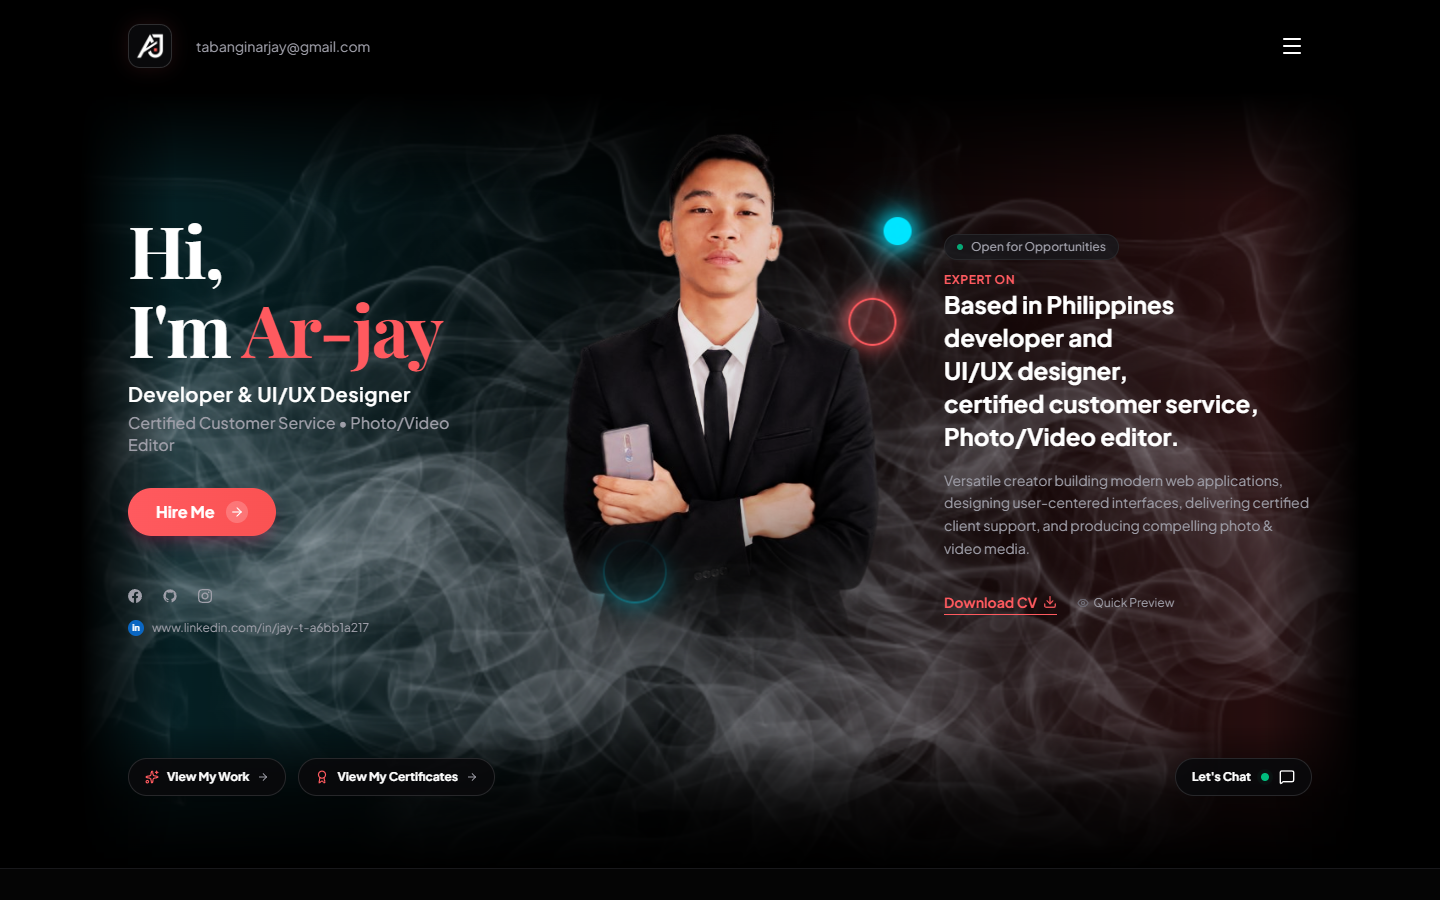 AJ
tabanginarjay@gmail.com
Hi,
I'm Ar-jay
Developer & UI/UX Designer
Certified Customer Service • Photo/Video
Editor
Hire Me
in
www.linkedin.com/in/jay-t-a6bb1a217
Open for Opportunities
EXPERT ON
Based in Philippines
developer and
UI/UX designer,
certified customer service,
Photo/Video editor.
Versatile creator building modern web applications,
designing user-centered interfaces, delivering certified
client support, and producing compelling photo &
video media.
Download CV
Quick Preview
View My Work
View My Certificates
Let's Chat